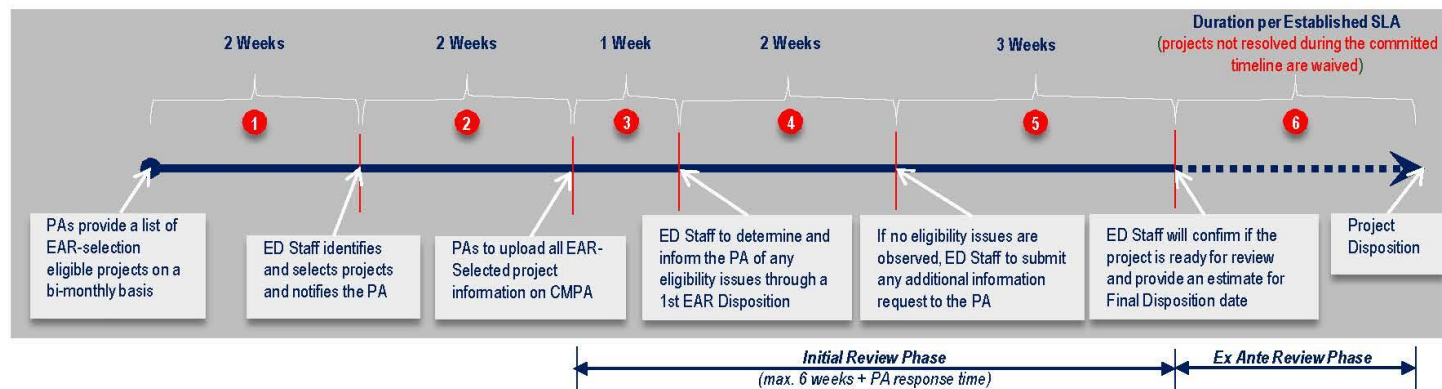 2 Weeks
2 Weeks
1 Week
2 Weeks
3 Weeks
Duration per Established SLA
(projects not resolved during the committed
timeline are waived)
1
2
3
4
5
6
PAs provide a list of
EAR-selection
eligible projects on a
bi-monthly basis
ED Staff identifies
and selects projects
and notifies the PA
PAs to upload all EAR-
Selected project
information on CMPA
ED Staff to determine and
inform the PA of any
eligibility issues through a
1st EAR Disposition
If no eligibility issues are
observed, ED Staff to submit
any additional information
request to the PA
ED Staff will confirm if the
project is ready for review
and provide an estimate for
Final Disposition date
Project
Disposition
Initial Review Phase
(max. 6 weeks + PA response time)
Ex Ante Review Phase